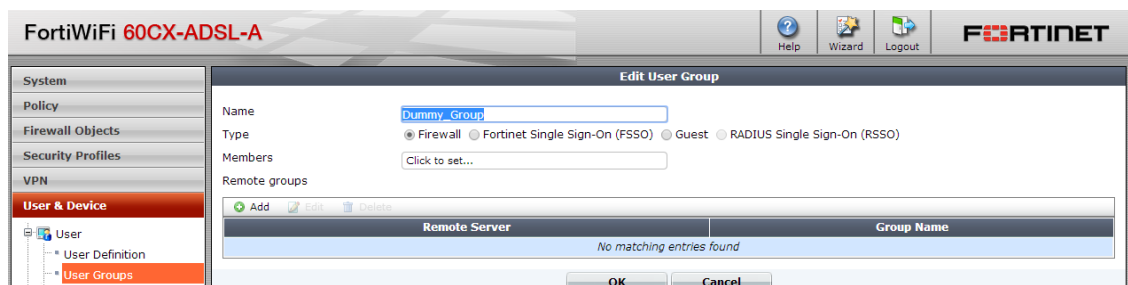 FortiWiFi 60CX-ADSL-A
Help
Wizard
Logout
FORTINET
System
Policy
Firewall Objects
Security Profiles
VPN
User & Device
User
User Definition
User Groups
Edit User Group
Name Dummy_Group
Type Firewall Fortinet Single Sign-On (FSSO) Guest RADIUS Single Sign-On (RSSO)
Members Click to set...
Remote groups
Add Edit Delete
Remote Server Group Name
No matching entries found
OK Cancel